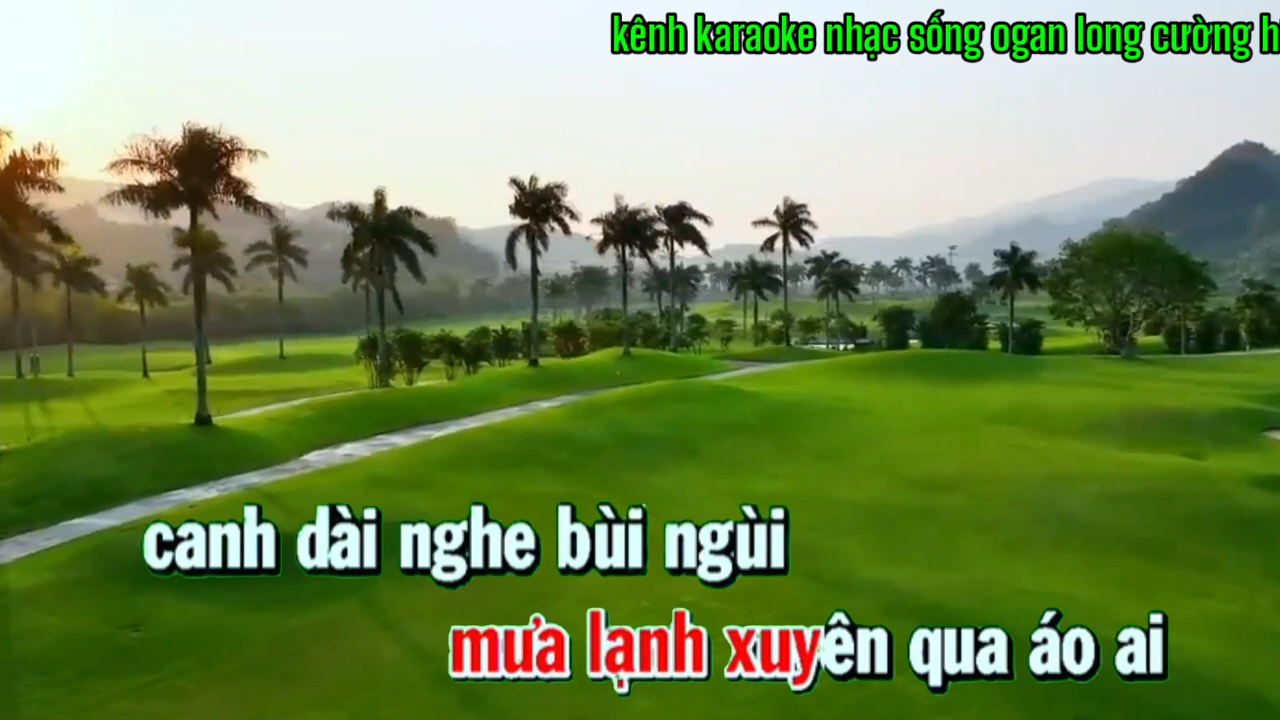 kênh karaoke nhạc sống ogan long cường h
canh dài nghe bùi ngùi
mưa lạnh xuyên qua áo ai